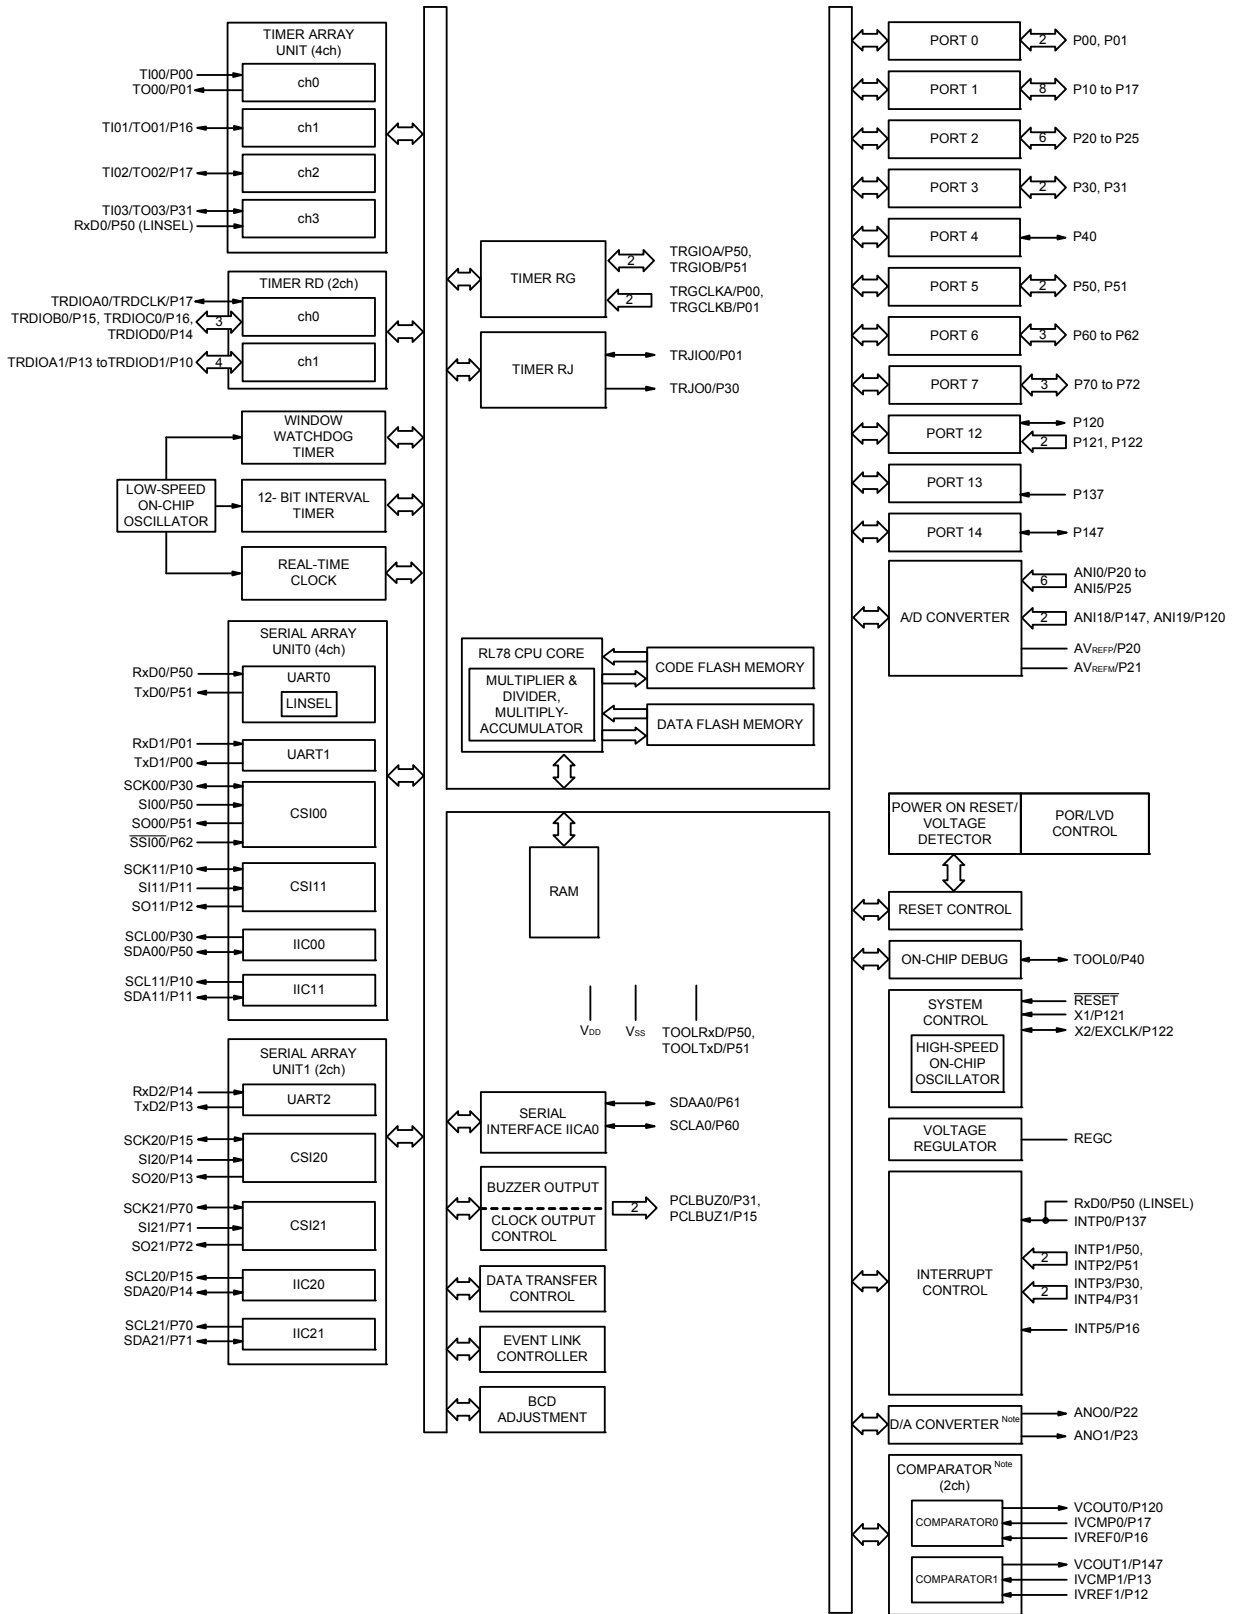 TIMER ARRAY
UNIT (4ch)
TI00/P00
TO00/P01
ch0
TI01/TO01/P16
ch1
TI02/TO02/P17
ch2
TI03/TO03/P31
RxD0/P50 (LINSEL)
ch3
TIMER RD (2ch)
TRDIOA0/TRDCLK/P17
TRDIOB0/P15, TRDIOC0/P16,
TRDIOD0/P14
3
ch0
TRDIOA1/P13 toTRDIOD1/P10
4
ch1
WINDOW
WATCHDOG
TIMER
LOW-SPEED
ON-CHIP
OSCILLATOR
12- BIT INTERVAL
TIMER
REAL-TIME
CLOCK
SERIAL ARRAY
UNIT0 (4ch)
RxD0/P50
TxD0/P51
UART0
LINSEL
RxD1/P01
TxD1/P00
UART1
SCK00/P30
SI00/P50
SO00/P51
SSI00/P62
CSI00
SCK11/P10
SI11/P11
SO11/P12
CSI11
SCL00/P30
SDA00/P50
IIC00
SCL11/P10
SDA11/P11
IIC11
SERIAL ARRAY
UNIT1 (2ch)
RxD2/P14
TxD2/P13
UART2
SCK20/P15
SI20/P14
SO20/P13
CSI20
SCK21/P70
SI21/P71
SO21/P72
CSI21
SCL20/P15
SDA20/P14
IIC20
SCL21/P70
SDA21/P71
IIC21
TIMER RG
2
TRGIOA/P50,
TRGIOB/P51
2
TRGCLKA/P00,
TRGCLKB/P01
TIMER RJ
TRJIO0/P01
TRJO0/P30
RL78 CPU CORE
MULTIPLIER &
DIVIDER,
MULITIPLY-
ACCUMULATOR
CODE FLASH MEMORY
DATA FLASH MEMORY
RAM
VDD
VSS
TOOLRxD/P50,
TOOLTxD/P51
SERIAL
INTERFACE IICA0
SDAA0/P61
SCLA0/P60
BUZZER OUTPUT
CLOCK OUTPUT
CONTROL
2
PCLBUZ0/P31,
PCLBUZ1/P15
DATA TRANSFER
CONTROL
EVENT LINK
CONTROLLER
BCD
ADJUSTMENT
PORT 0
2
P00, P01
PORT 1
8
P10 to P17
PORT 2
6
P20 to P25
PORT 3
2
P30, P31
PORT 4
P40
PORT 5
2
P50, P51
PORT 6
3
P60 to P62
PORT 7
3
P70 to P72
PORT 12
P120
2
P121, P122
PORT 13
P137
PORT 14
P147
A/D CONVERTER
6
ANI0/P20 to
ANI5/P25
2
ANI18/P147, ANI19/P120
AVREFP/P20
AVREFM/P21
POWER ON RESET/
VOLTAGE
DETECTOR
POR/LVD
CONTROL
RESET CONTROL
ON-CHIP DEBUG
TOOL0/P40
SYSTEM
CONTROL
HIGH-SPEED
ON-CHIP
OSCILLATOR
RESET
X1/P121
X2/EXCLK/P122
VOLTAGE
REGULATOR
REGC
INTERRUPT
CONTROL
RxD0/P50 (LINSEL)
INTP0/P137
2
INTP1/P50,
INTP2/P51
2
INTP3/P30,
INTP4/P31
INTP5/P16
D/A CONVERTER Note
ANO0/P22
ANO1/P23
COMPARATOR Note
(2ch)
COMPARATOR0
VCOUT0/P120
IVCMP0/P17
IVREF0/P16
COMPARATOR1
VCOUT1/P147
IVCMP1/P13
IVREF1/P12